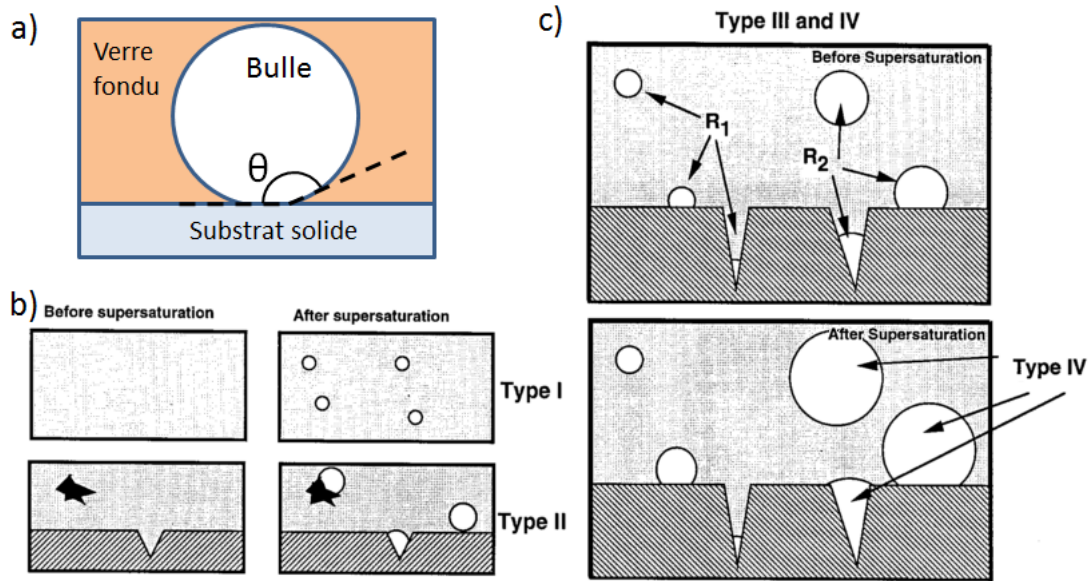 a)
Verre
fondu
Bulle
θ
Substrat solide
b)
Before supersaturation
After supersaturation
Type I
Type II
c)
Type III and IV
Before Supersaturation
R1
R2
After Supersaturation
Type IV